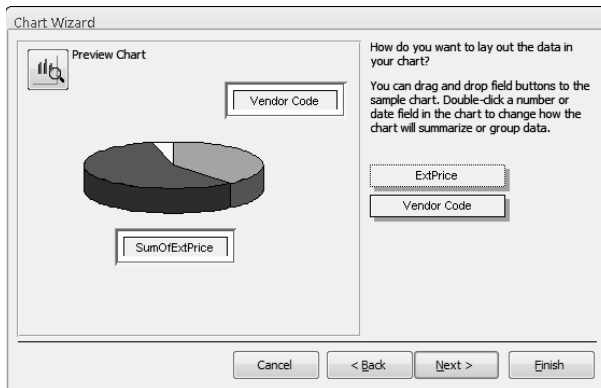 Chart Wizard
Preview Chart
Vendor Code
SumOfExtPrice
How do you want to lay out the data in
your chart?
You can drag and drop field buttons to the
sample chart. Double-click a number or
date field in the chart to change how the
chart will summarize or group data.
ExtPrice
Vendor Code
Cancel
< Back
Next >
Finish